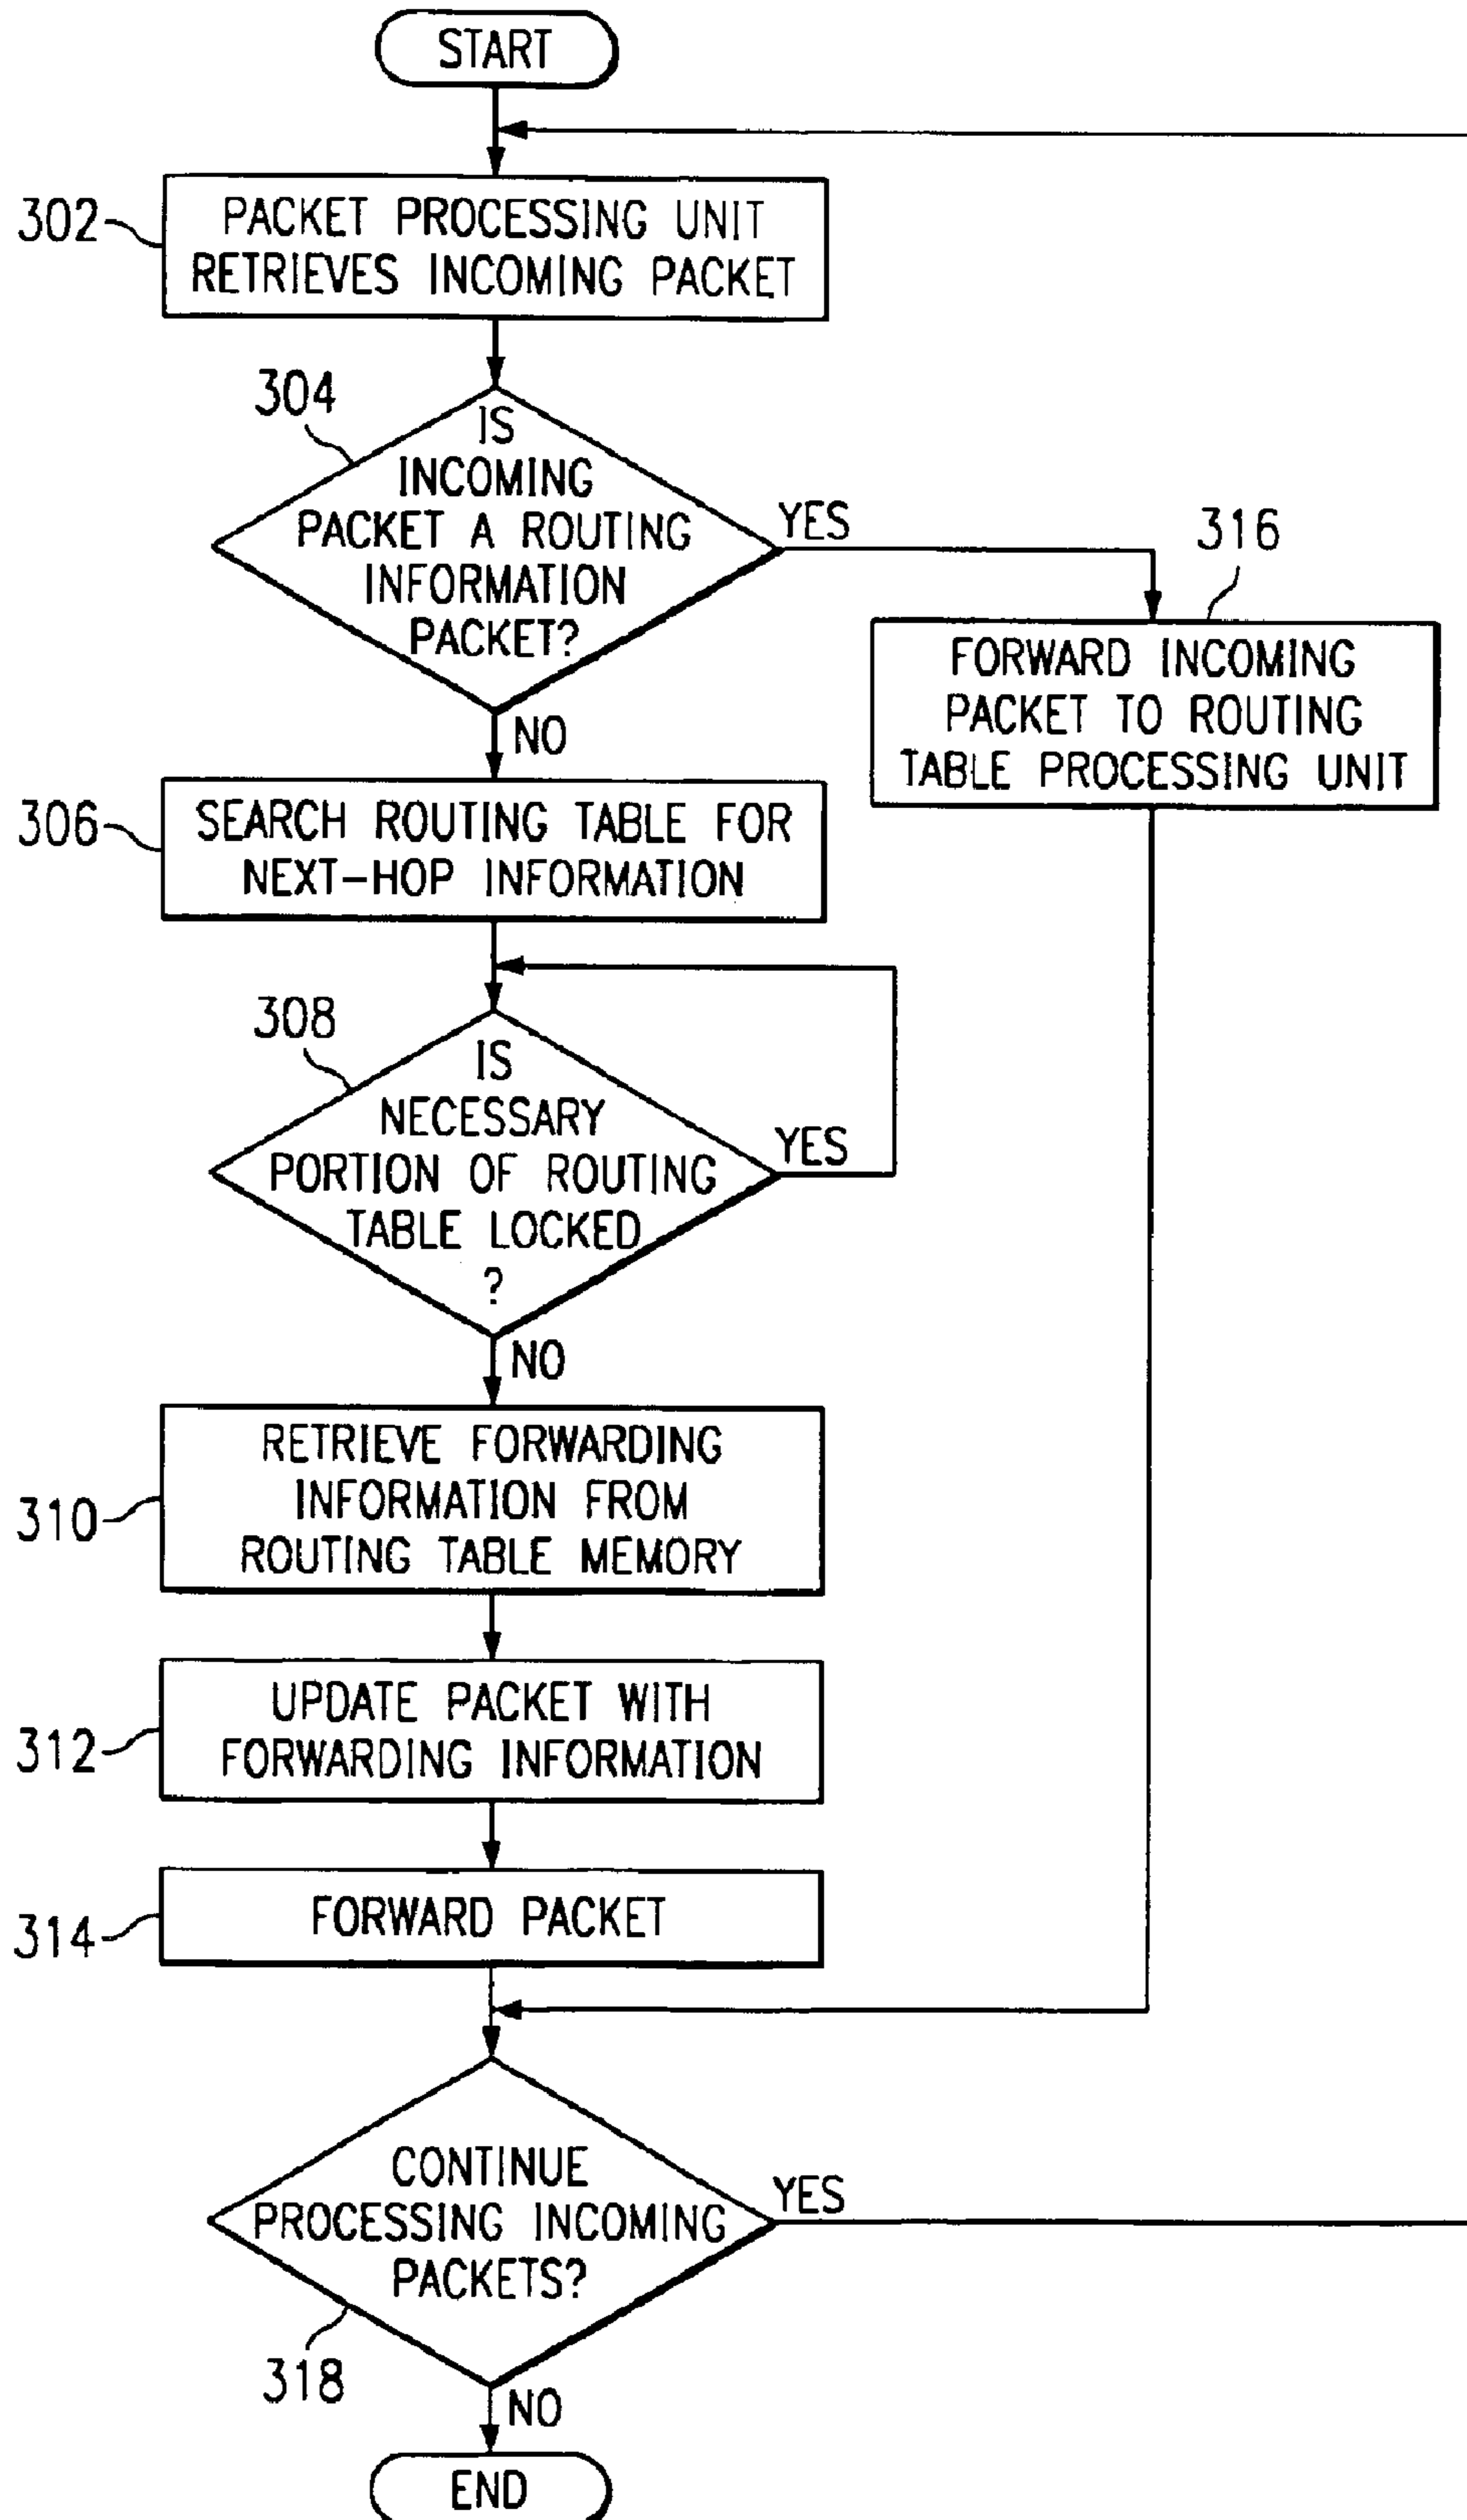 START
302
PACKET PROCESSING UNIT
RETRIEVES INCOMING PACKET
304
IS
INCOMING
PACKET A ROUTING
INFORMATION
PACKET?
YES
316
FORWARD INCOMING
PACKET TO ROUTING
TABLE PROCESSING UNIT
NO
306
SEARCH ROUTING TABLE FOR
NEXT-HOP INFORMATION
308
IS
NECESSARY
PORTION OF ROUTING
TABLE LOCKED
?
YES
NO
310
RETRIEVE FORWARDING
INFORMATION FROM
ROUTING TABLE MEMORY
312
UPDATE PACKET WITH
FORWARDING INFORMATION
314
FORWARD PACKET
CONTINUE
PROCESSING INCOMING
PACKETS?
YES
318
NO
END